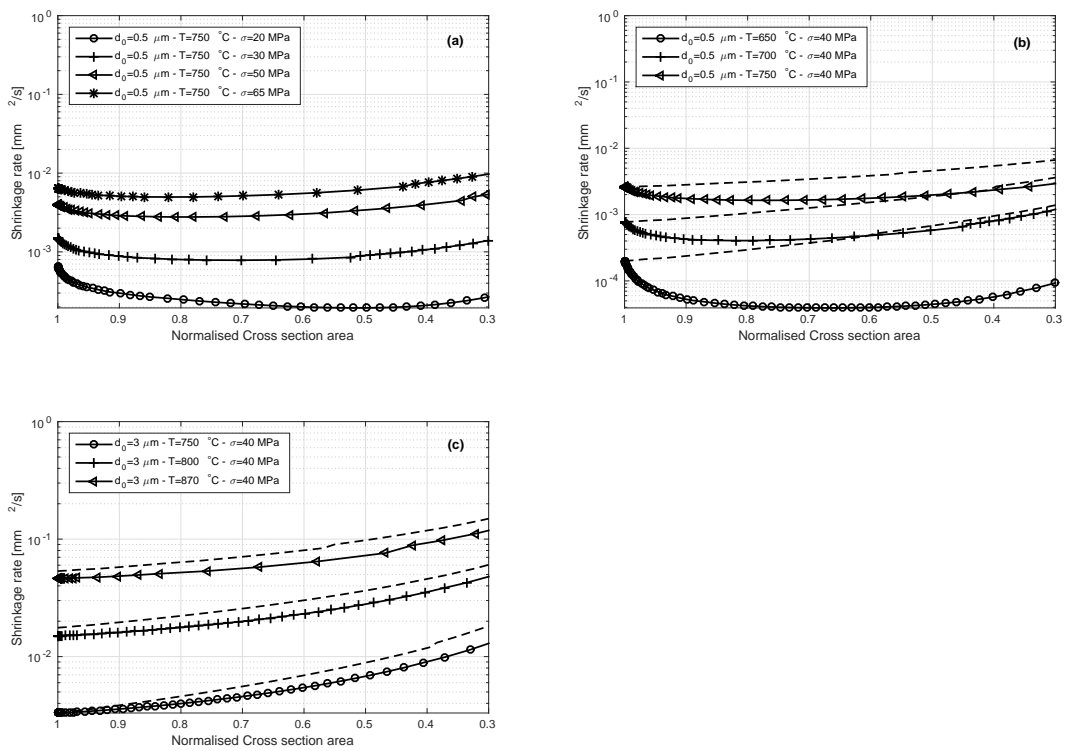 10^0
10^-1
10^-2
10^-3
Shrinkage rate [mm ^2/s]
d_0=0.5 μm - T=750 °C - σ=20 MPa
d_0=0.5 μm - T=750 °C - σ=30 MPa
d_0=0.5 μm - T=750 °C - σ=50 MPa
d_0=0.5 μm - T=750 °C - σ=65 MPa
(a)
1 0.9 0.8 0.7 0.6 0.5 0.4 0.3
Normalised Cross section area
10^0
10^-1
10^-2
10^-3
10^-4
Shrinkage rate [mm ^2/s]
d_0=0.5 μm - T=650 °C - σ=40 MPa
d_0=0.5 μm - T=700 °C - σ=40 MPa
d_0=0.5 μm - T=750 °C - σ=40 MPa
(b)
1 0.9 0.8 0.7 0.6 0.5 0.4 0.3
Normalised Cross section area
10^0
10^-1
10^-2
Shrinkage rate [mm ^2/s]
d_0=3 μm - T=750 °C - σ=40 MPa
d_0=3 μm - T=800 °C - σ=40 MPa
d_0=3 μm - T=870 °C - σ=40 MPa
(c)
1 0.9 0.8 0.7 0.6 0.5 0.4 0.3
Normalised Cross section area